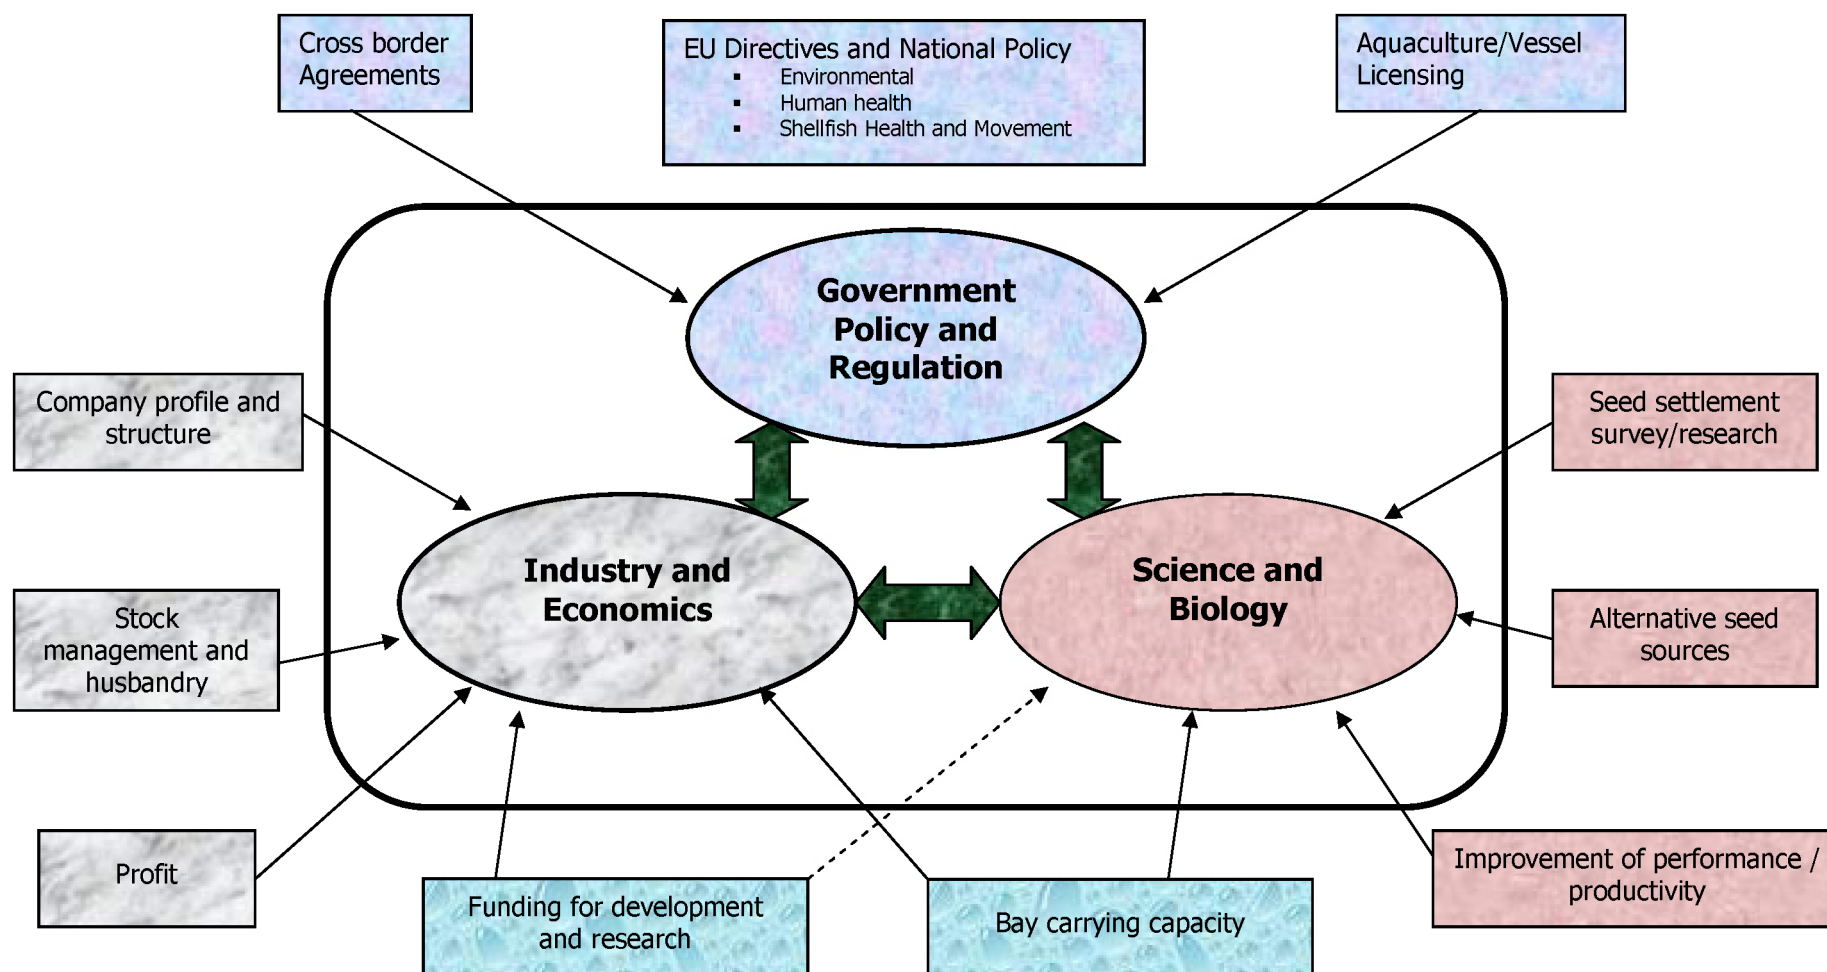 Cross border
Agreements
EU Directives and National Policy
▪ Environmental
▪ Human health
▪ Shellfish Health and Movement
Aquaculture/Vessel
Licensing
Government
Policy and
Regulation
Company profile and
structure
Seed settlement
survey/research
Industry and
Economics
Science and
Biology
Stock
management and
husbandry
Alternative seed
sources
Profit
Funding for development
and research
Bay carrying capacity
Improvement of performance /
productivity